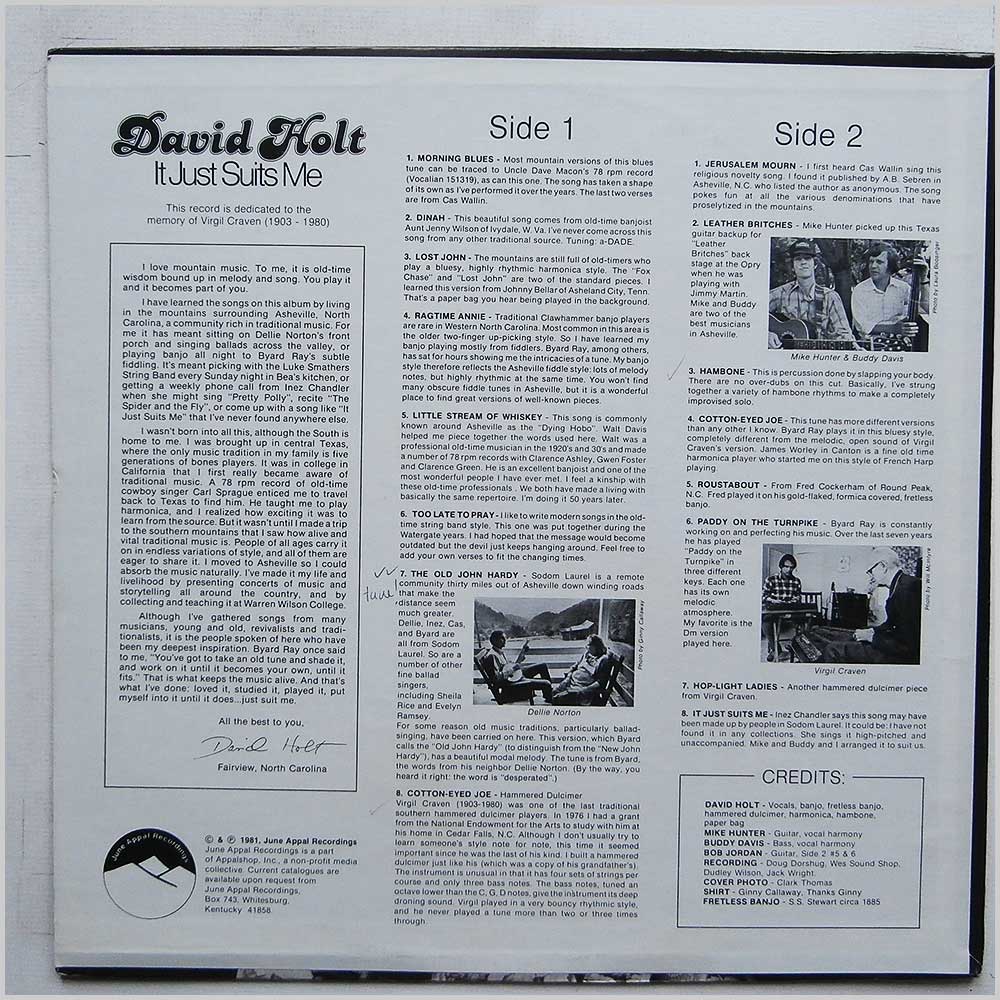 David Holt
It Just Suits Me
This record is dedicated to the
memory of Virgil Craven (1903 - 1980)
I love mountain music. To me, it is old-time
wisdom bound up in melody and song. You play it
and it becomes part of you.
I have learned the songs on this album by living
in the mountains surrounding Asheville, North
Carolina, a community rich in traditional music. For
me it has meant sitting on Dellie Norton's front
porch and singing ballads across the valley, or
playing banjo all night to Byard Ray's subtle
fiddling. It's meant picking with the Luke Smathers
String Band every Sunday night in Bea's kitchen, or
getting a weekly phone call from Inez Chandler
when she might sing "Pretty Polly", recite "The
Spider and the Fly", or come up with a song like "It
Just Suits Me" that I've never found anywhere else.
I wasn't born into all this, although the South is
home to me. I was brought up in central Texas,
where the only music tradition in my family is five
generations of bones players. It was in college in
California that I first really became aware of
traditional music. A 78 rpm record of old-time
cowboy singer Carl Sprague enticed me to travel
back to Texas to find him. He taught me to play
harmonica, and I realized how exciting it was to
learn from the source. But it wasn't until I made a trip
to the southern mountains that I saw how alive and
vital traditional music is. People of all ages carry it
on in endless variations of style, and all of them are
eager to share it. I moved to Asheville so I could
absorb the music naturally. I've made it my life and
livelihood by presenting concerts of music and
storytelling all around the country, and by
collecting and teaching it at Warren Wilson College.
Although I've gathered songs from many
musicians, young and old, revivalists and tradi-
tionalists, it is the people spoken of here who have
been my deepest inspiration. Byard Ray once said
to me, "You've got to take an old tune and shade it,
and work on it until it becomes your own, until it
fits." That is what keeps the music alive. And that's
what I've done: loved it, studied it, played it, put
myself into it until it does...just suit me.
All the best to you,
David Holt
Fairview, North Carolina
June Appal Recordings
© & ℗ 1981, June Appal Recordings
June Appal Recordings is a part
of Appalshop, Inc., a non-profit media
collective. Current catalogues are
available upon request from
June Appal Recordings,
Box 743, Whitesburg,
Kentucky 41858.
Side 1
1. MORNING BLUES - Most mountain versions of this blues
tune can be traced to Uncle Dave Macon's 78 rpm record
(Vocalian 151319), as can this one. The song has taken a shape
of its own as I've performed it over the years. The last two verses
are from Cas Wallin.
2. DINAH - This beautiful song comes from old-time banjoist
Aunt Jenny Wilson of Ivydale, W. Va. I've never come across this
song from any other traditional source. Tuning: a-DADE.
3. LOST JOHN - The mountains are still full of old-timers who
play a bluesy, highly rhythmic harmonica style. The "Fox
Chase" and "Lost John" are two of the standard pieces. I
learned this version from Johnny Bellar of Asheland City, Tenn.
That's a paper bag you hear being played in the background.
4. RAGTIME ANNIE - Traditional Clawhammer banjo players
are rare in Western North Carolina. Most common in this area is
the older two-finger up-picking style. So I have learned my
banjo playing mostly from fiddlers. Byard Ray, among others,
has sat for hours showing me the intricacies of a tune. My banjo
style therefore reflects the Asheville fiddle style: lots of melody
notes, but highly rhythmic at the same time. You won't find
many obscure fiddle tunes in Asheville, but it is a wonderful
place to find great versions of well-known pieces.
5. LITTLE STREAM OF WHISKEY - This song is commonly
known around Asheville as the "Dying Hobo". Walt Davis
helped me piece together the words used here. Walt was a
professional old-time musician in the 1920's and 30's and made
a number of 78 rpm records with Clarence Ashley, Gwen Foster
and Clarence Green. He is an excellent banjoist and one of the
most wonderful people I have ever met. I feel a kinship with
these old-time professionals . We both have made a living with
basically the same repertoire. I'm doing it 50 years later.
6. TOO LATE TO PRAY - I like to write modern songs in the old-
time string band style. This one was put together during the
Watergate years. I had hoped that the message would become
outdated but the devil just keeps hanging around. Feel free to
add your own verses to fit the changing times.
tune
7. THE OLD JOHN HARDY - Sodom Laurel is a remote
community thirty miles out of Asheville down winding roads
that make the
distance seem
much greater.
Dellie, Inez, Cas,
and Byard are
all from Sodom
Laurel. So are a
number of other
fine ballad
singers,
including Sheila
Rice and Evelyn
Ramsey.
Photo by Ginny Callaway
Dellie Norton
For some reason old music traditions, particularly ballad-
singing, have been carried on here. This version, which Byard
calls the "Old John Hardy" (to distinguish from the "New John
Hardy"), has a beautiful modal melody. The tune is from Byard,
the words from his neighbor Dellie Norton. (By the way, you
heard it right: the word is "desperated".)
8. COTTON-EYED JOE - Hammered Dulcimer
Virgil Craven (1903-1980) was one of the last traditional
southern hammered dulcimer players. In 1976 I had a grant
from the National Endowment for the Arts to study with him at
his home in Cedar Falls, N.C. Although I don't usually try to
learn someone's style note for note, this time it seemed
important since he was the last of his kind. I built a hammered
dulcimer just like his (which was a copy of his grandfather's).
The instrument is unusual in that it has four sets of strings per
course and only three bass notes. The bass notes, tuned an
octave lower than the C, G, D notes, give the instrument its deep
droning sound. Virgil played in a very bouncy rhythmic style,
and he never played a tune more than two or three times
through.
Side 2
1. JERUSALEM MOURN - I first heard Cas Wallin sing this
religious novelty song. I found it published by A.B. Sebren in
Asheville, N.C. who listed the author as anonymous. The song
pokes fun at all the various denominations that have
proselytized in the mountains.
2. LEATHER BRITCHES - Mike Hunter picked up this Texas
guitar backup for
"Leather
Britches" back
stage at the Opry
when he was
playing with
Jimmy Martin.
Mike and Buddy
are two of the
best musicians
in Asheville.
Photo by Laura Boosinger
Mike Hunter & Buddy Davis
3. HAMBONE - This is percussion done by slapping your body.
There are no over-dubs on this cut. Basically, I've strung
together a variety of hambone rhythms to make a completely
improvised solo.
4. COTTON-EYED JOE - This tune has more different versions
than any other I know. Byard Ray plays it in this bluesy style,
completely different from the melodic, open sound of Virgil
Craven's version. James Worley in Canton is a fine old time
harmonica player who started me on this style of French Harp
playing.
5. ROUSTABOUT - From Fred Cockerham of Round Peak,
N.C. Fred played it on his gold-flaked, formica covered, fretless
banjo.
6. PADDY ON THE TURNPIKE - Byard Ray is constantly
working on and perfecting his music. Over the last seven years
he has played
"Paddy on the
Turnpike" in
three different
keys. Each one
has its own
melodic
atmosphere.
My favorite is the
Dm version
played here.
Photo by Will McIntyre
Virgil Craven
7. HOP-LIGHT LADIES - Another hammered dulcimer piece
from Virgil Craven.
8. IT JUST SUITS ME - Inez Chandler says this song may have
been made up by people in Sodom Laurel. It could be: I have not
found it in any collections. She sings it high-pitched and
unaccompanied. Mike and Buddy and I arranged it to suit us.
CREDITS:
DAVID HOLT - Vocals, banjo, fretless banjo,
hammered dulcimer, harmonica, hambone,
paper bag
MIKE HUNTER - Guitar, vocal harmony
BUDDY DAVIS - Bass, vocal harmony
BOB JORDAN - Guitar, Side 2 #5 & 6
RECORDING - Doug Dorshug, Wes Sound Shop,
Dudley Wilson, Jack Wright.
COVER PHOTO - Clark Thomas
SHIRT - Ginny Callaway, Thanks Ginny
FRETLESS BANJO - S.S. Stewart circa 1885